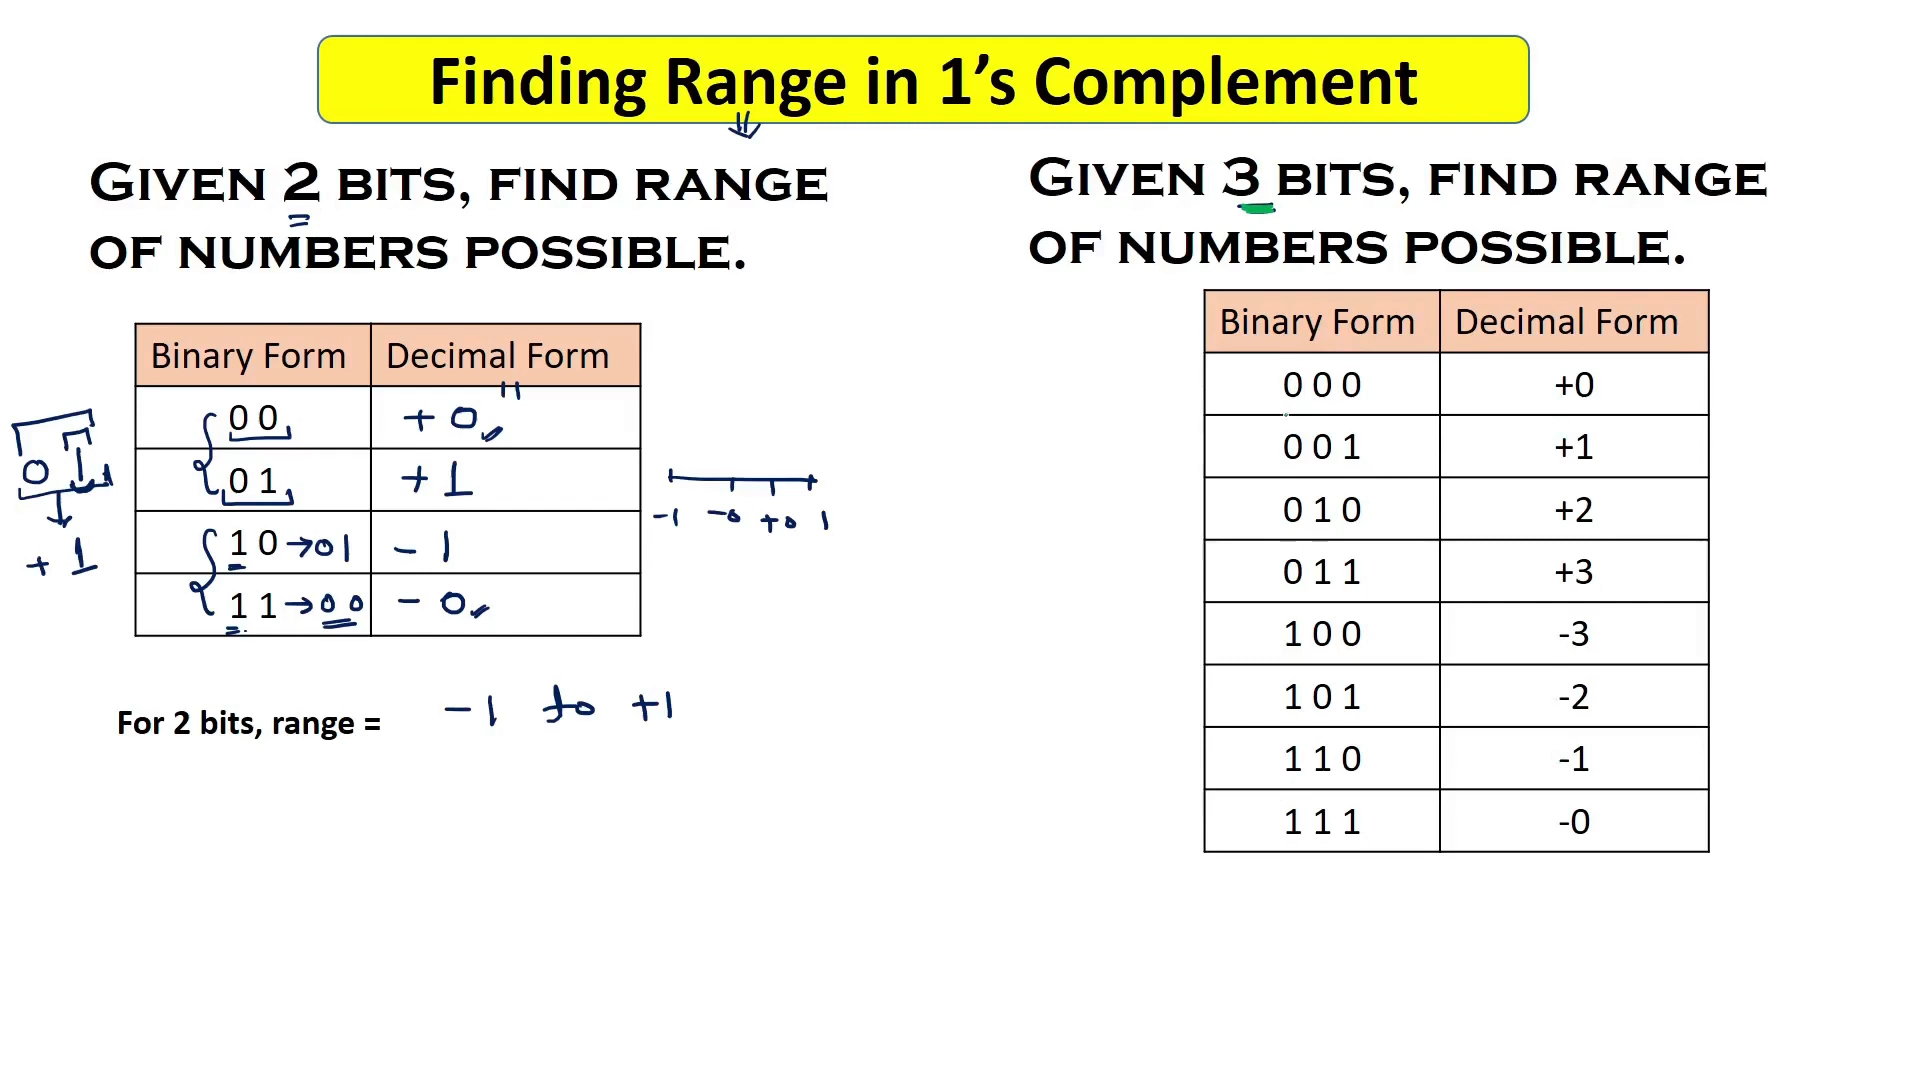 Finding Range in 1’s Complement
GIVEN 2 BITS, FIND RANGE
OF NUMBERS POSSIBLE.
Binary Form Decimal Form
0 0 + 0
0 1 + 1
1 0 → 0 1 - 1
1 1 → 0 0 - 0
0 1
+ 1
-1 -0 +0 1
For 2 bits, range = -1 to +1
GIVEN 3 BITS, FIND RANGE
OF NUMBERS POSSIBLE.
Binary Form Decimal Form
0 0 0 +0
0 0 1 +1
0 1 0 +2
0 1 1 +3
1 0 0 -3
1 0 1 -2
1 1 0 -1
1 1 1 -0